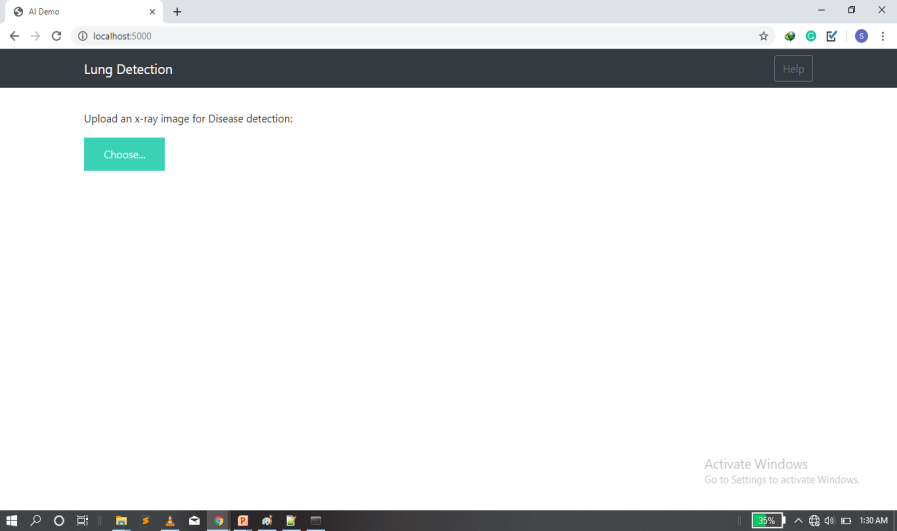 AI Demo
localhost:5000
S
Lung Detection
Help
Upload an x-ray image for Disease detection:
Choose...
Activate Windows
Go to Settings to activate Windows.
35%
1:30 AM